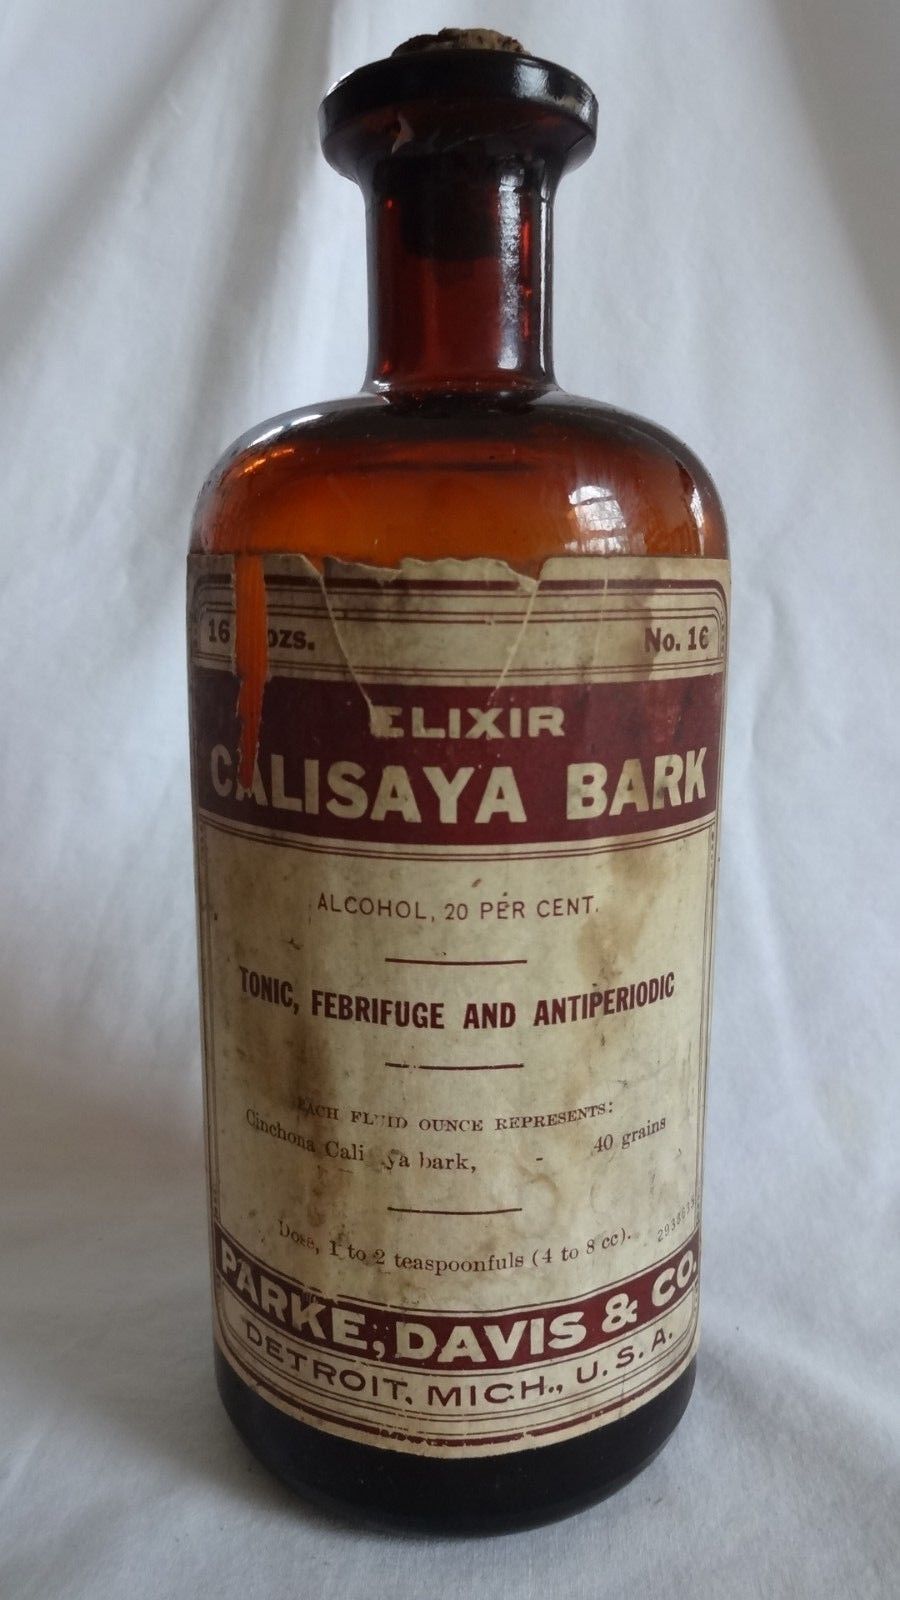 16 ozs. No. 16
ELIXIR
CALISAYA BARK
ALCOHOL, 20 PER CENT.
TONIC, FEBRIFUGE AND ANTIPERIODIC
EACH FLUID OUNCE REPRESENTS:
Cinchona Calisaya bark, - 40 grains
Dose, 1 to 2 teaspoonfuls (4 to 8 cc).
PARKE, DAVIS & CO.
DETROIT, MICH., U.S.A.